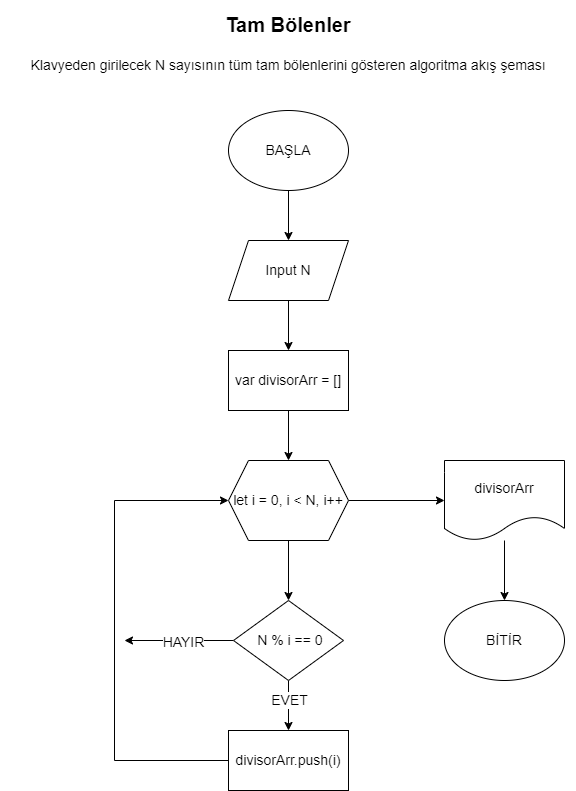 Tam Bölenler
Klavyeden girilecek N sayısının tüm tam bölenlerini gösteren algoritma akış şeması
BAŞLA
Input N
var divisorArr = []
let i = 0, i < N, i++
divisorArr
N % i == 0
HAYIR
BİTİR
EVET
divisorArr.push(i)